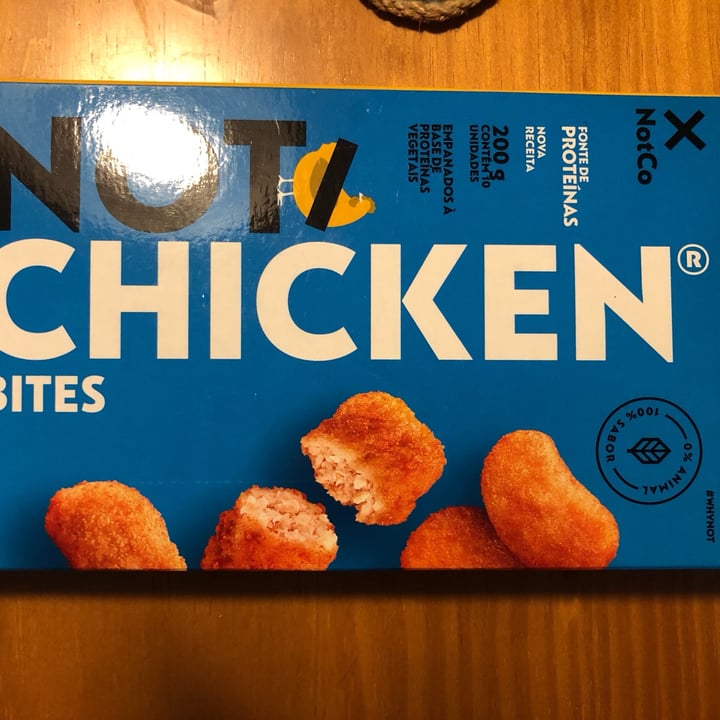 NOT/
CHICKEN®
BITES
EMPANADOS À
BASE DE
PROTEÍNAS
VEGETAIS
200 g
CONTÉM 10
UNIDADES
NOVA
RECEITA
FONTE DE
PROTEÍNAS
NotCo
100% SABOR
0% ANIMAL
#WHYNOT